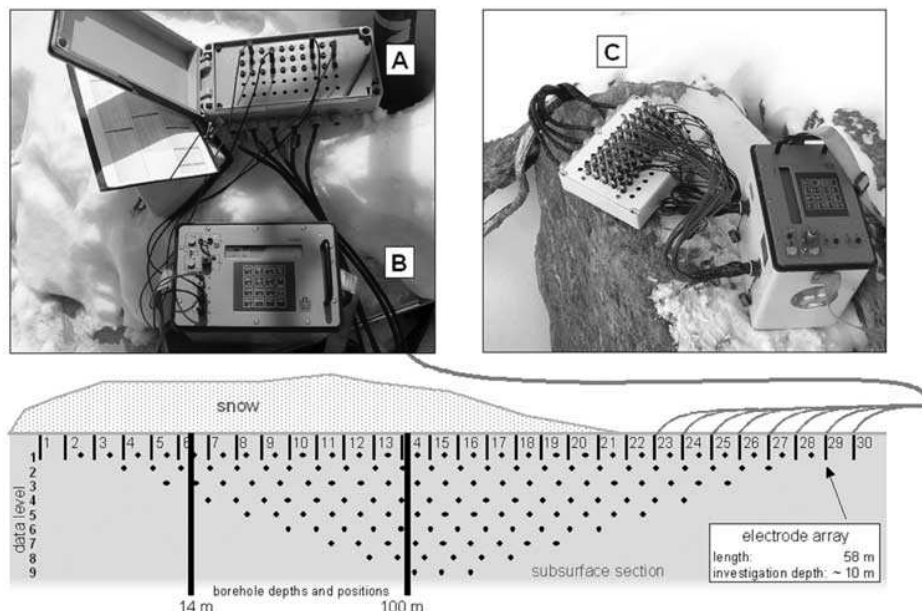 A
B
C
snow
1 2 3 4 5 6 7 8 9 10 11 12 13 14 15 16 17 18 19 20 21 22 23 24 25 26 27 28 29 30
data level
1
2
3
4
5
6
7
8
9
electrode array
length: 58 m
investigation depth: ~ 10 m
subsurface section
borehole depths and positions
14 m 100 m